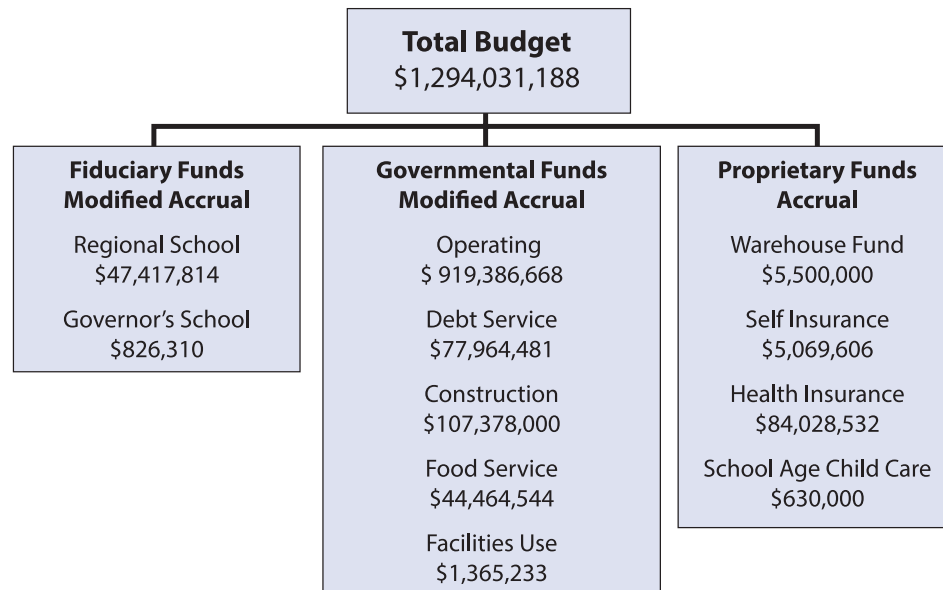 Total Budget
$1,294,031,188
Fiduciary Funds
Modified Accrual
Regional School
$47,417,814
Governor’s School
$826,310
Governmental Funds
Modified Accrual
Operating
$ 919,386,668
Debt Service
$77,964,481
Construction
$107,378,000
Food Service
$44,464,544
Facilities Use
$1,365,233
Proprietary Funds
Accrual
Warehouse Fund
$5,500,000
Self Insurance
$5,069,606
Health Insurance
$84,028,532
School Age Child Care
$630,000